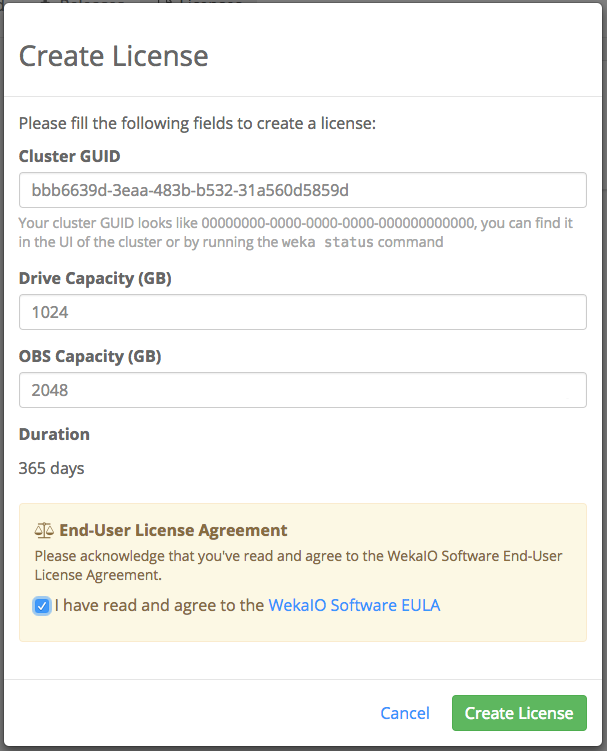 Create License
Please fill the following fields to create a license:
Cluster GUID
bbb6639d-3eaa-483b-b532-31a560d5859d
Your cluster GUID looks like 00000000-0000-0000-0000-000000000000, you can find it
in the UI of the cluster or by running the weka status command
Drive Capacity (GB)
1024
OBS Capacity (GB)
2048
Duration
365 days
End-User License Agreement
Please acknowledge that you've read and agree to the WekaIO Software End-User
License Agreement.
I have read and agree to the WekaIO Software EULA
Cancel
Create License